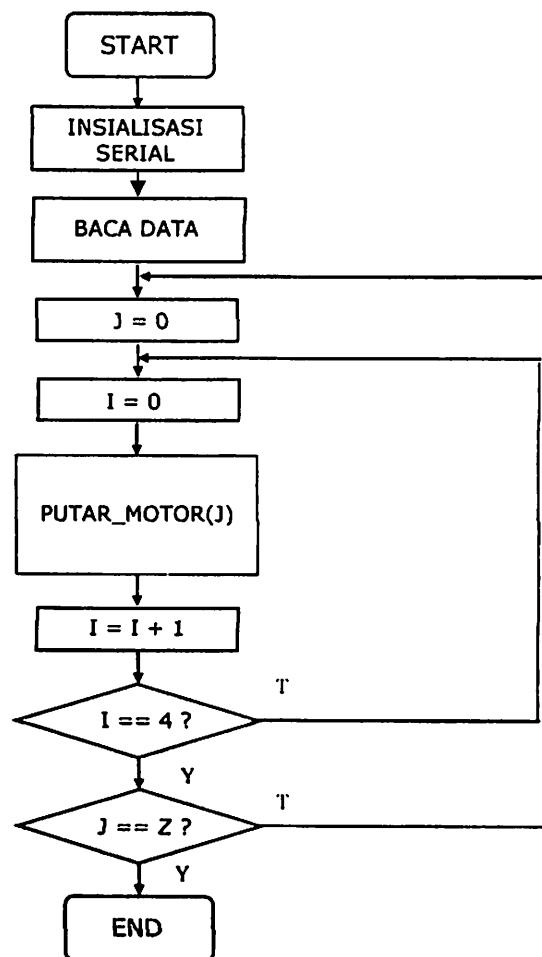 START
INSIALISASI
SERIAL
BACA DATA
J = 0
I = 0
PUTAR_MOTOR(J)
I = I + 1
I == 4 ?
T
Y
J == Z ?
T
Y
END